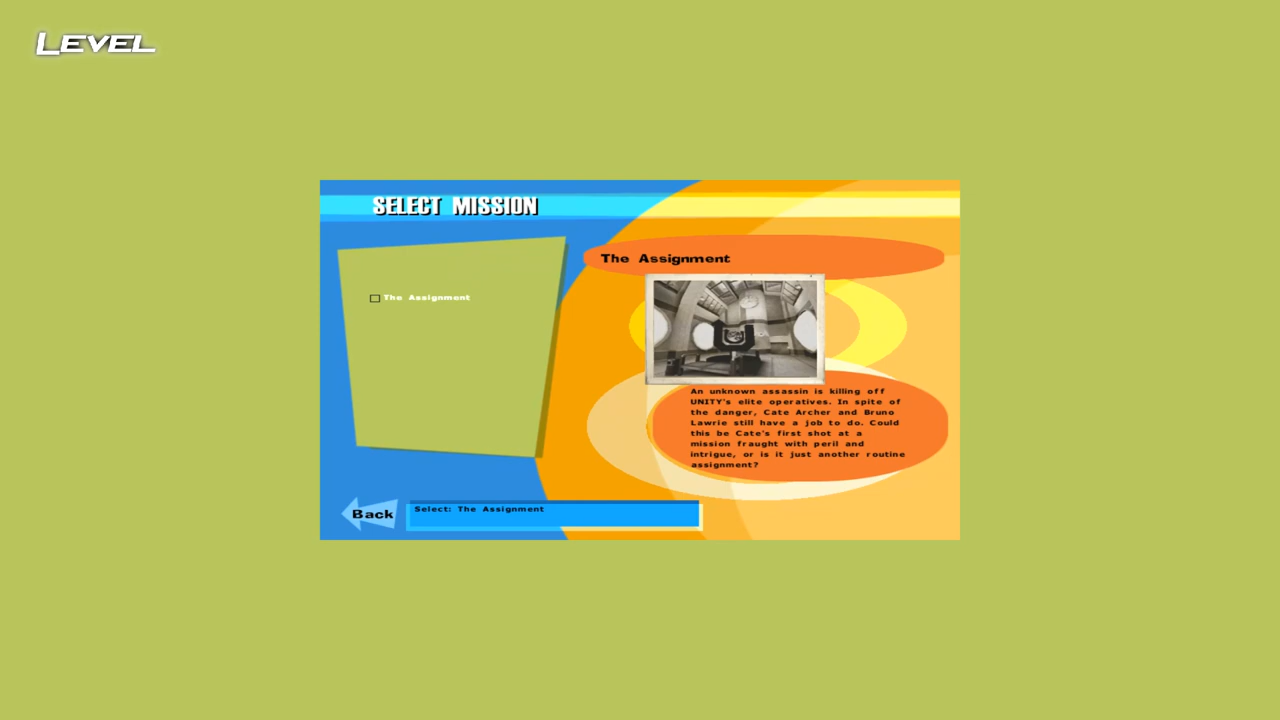 LEVEL
SELECT MISSION
The Assignment
The Assignment
An unknown assassin is killing off
UNITY's elite operatives. In spite of
the danger, Cate Archer and Bruno
Lawrie still have a job to do. Could
this be Cate's first shot at a
mission fraught with peril and
intrigue, or is it just another routine
assignment?
Back
Select: The Assignment